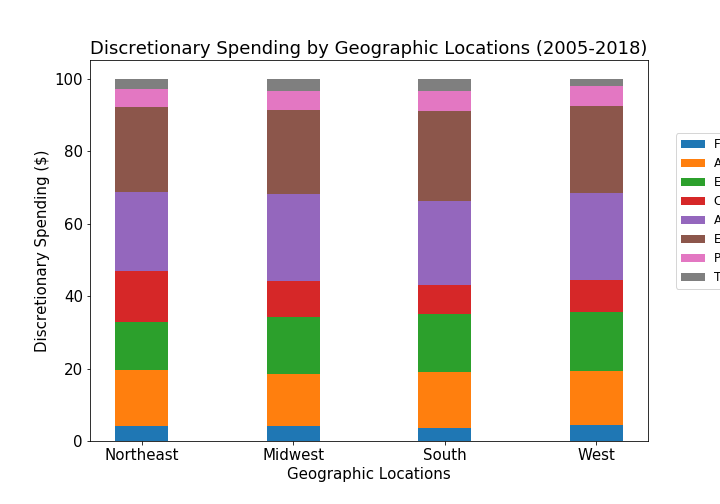 Discretionary Spending by Geographic Locations (2005-2018)
100
80
60
40
20
0
Discretionary Spending ($)
Northeast Midwest South West
Geographic Locations
F
A
E
C
A
E
P
T